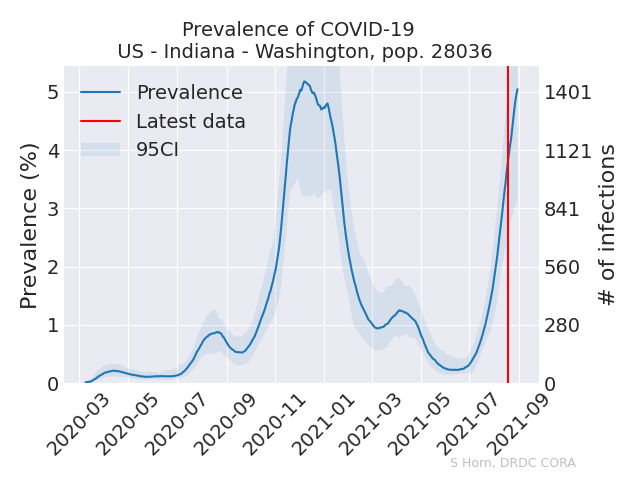 Prevalence of COVID-19
US - Indiana - Washington, pop. 28036
Prevalence
Latest data
95CI
Prevalence (%)
5
4
3
2
1
0
# of infections
1401
1121
841
560
280
0
2020-03
2020-05
2020-07
2020-09
2020-11
2021-01
2021-03
2021-05
2021-07
2021-09
S Horn, DRDC CORA